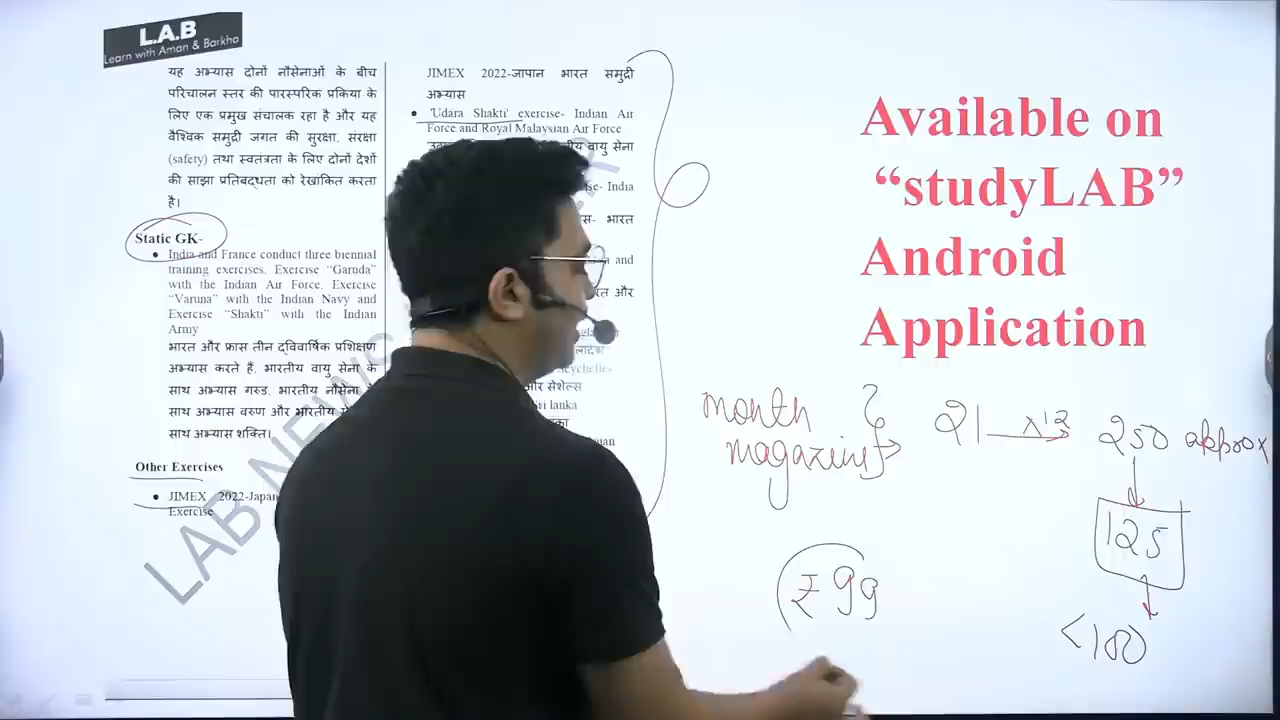 L.A.B
Learn with Aman & Barkha
यह अभ्यास दोनों नौसेनाओं के बीच
परिचालन स्तर की पारस्परिक प्रकिया के
लिए एक प्रमुख संचालक रहा है और यह
वैश्विक समुद्री जगत की सुरक्षा, संरक्षा
(safety) तथा स्वतंत्रता के लिए दोनों देशों
की साझा प्रतिबद्धता को रेखांकित करता
है।
Static GK-
• India and France conduct three biennial
training exercises. Exercise “Garuda”
with the Indian Air Force. Exercise
“Varuna” with the Indian Navy and
Exercise “Shakti” with the Indian
Army
भारत और फ्रांस तीन द्विवार्षिक प्रशिक्षण
अभ्यास करते हैं, भारतीय वायु सेना के
साथ अभ्यास गरुड, भारतीय नौसेना
साथ अभ्यास वरुण और भारतीय
साथ अभ्यास शक्ति।
Other Exercises
• JIMEX 2022-Japan
Exercise
JIMEX 2022-जापान भारत समुद्री
अभ्यास
• 'Udara Shakti' exercise- Indian Air
Force and Royal Malaysian Air Force
वायु सेना
India
भारत
and
और
Seychelles
और सेशेल्स
Sri lanka
LAB NEWS
Available on
“studyLAB”
Android
Application
month
magazines → 21 x12 → 250 approx
125
₹99
<100